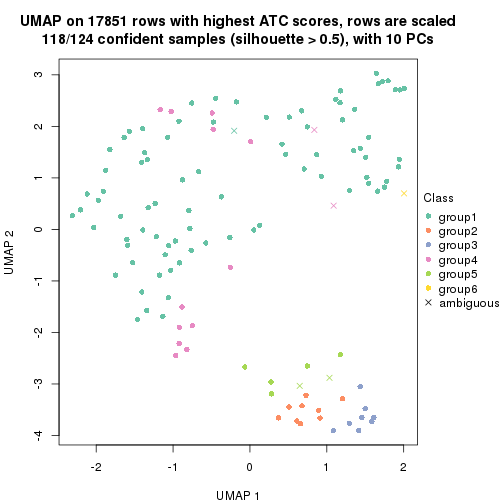 UMAP on 17851 rows with highest ATC scores, rows are scaled
118/124 confident samples (silhouette > 0.5), with 10 PCs
3
2
1
0
-1
-2
-3
-4
UMAP 2
-2
-1
0
1
2
UMAP 1
Class
group1
group2
group3
group4
group5
group6
ambiguous